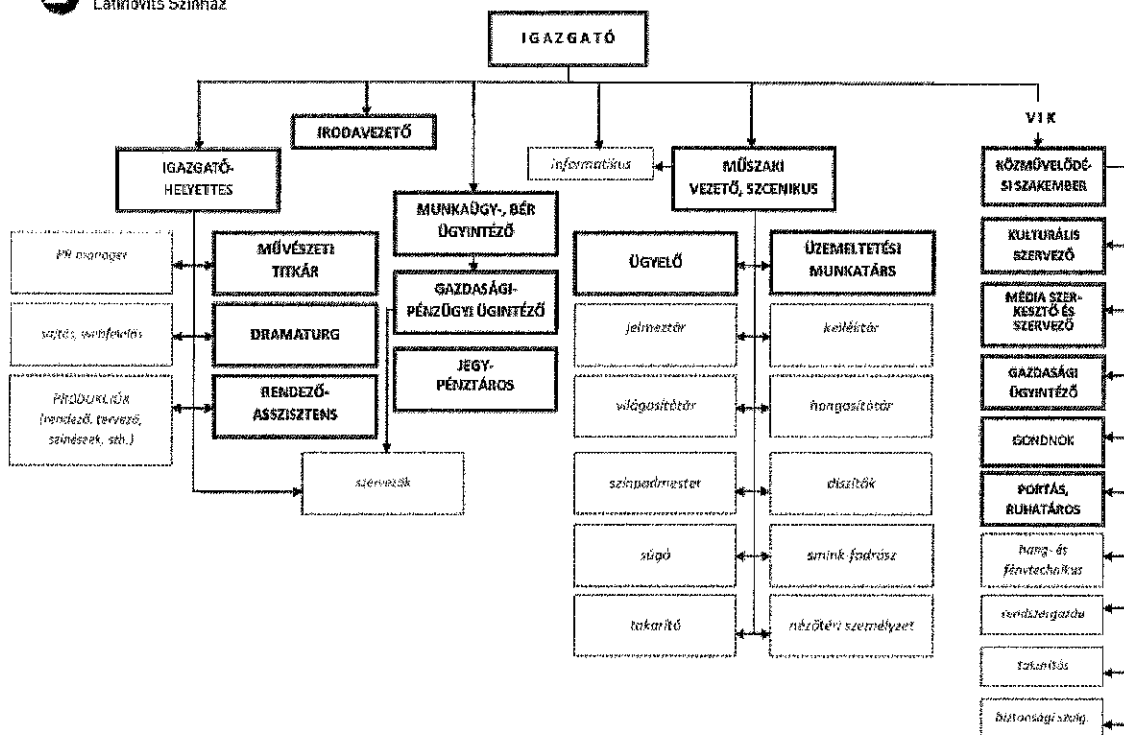 Latinovits Színház
IGAZGATÓ
VIK
IRODAVEZETŐ
IGAZGATÓ-
HELYETTES
informatikus
MŰSZAKI
VEZETŐ, SZCENIKUS
KÖZMŰVELŐDÉ-
SI SZAKEMBER
MUNKAÜGY-, BÉR
ÜGYINTÉZŐ
PR manager
MŰVÉSZETI
TITKÁR
ÜGYELŐ
ÜZEMELTETÉSI
MUNKATÁRS
KULTURÁLIS
SZERVEZŐ
GAZDASÁGI-
PÉNZÜGYI ÜGINTÉZŐ
MÉDIA SZER-
KESZTŐ ÉS
SZERVEZŐ
sajtós, webfelelős
DRAMATURG
jelmeztár
kelléktár
JEGY-
PÉNZTÁROS
GAZDASÁGI
ÜGYINTÉZŐ
PRODUKCIÓK
(rendező, tervező,
színészek, stb.)
RENDEZŐ-
ASSZISZTENS
világosítótár
hangosítótár
GONDNOK
szervezők
színpadmester
díszítők
PORTÁS,
RUHATÁROS
súgó
smink-fodrász
hang- és
fénytechnikus
takarító
nézőtéri személyzet
rendszergazda
takarítás
biztonsági szolg.